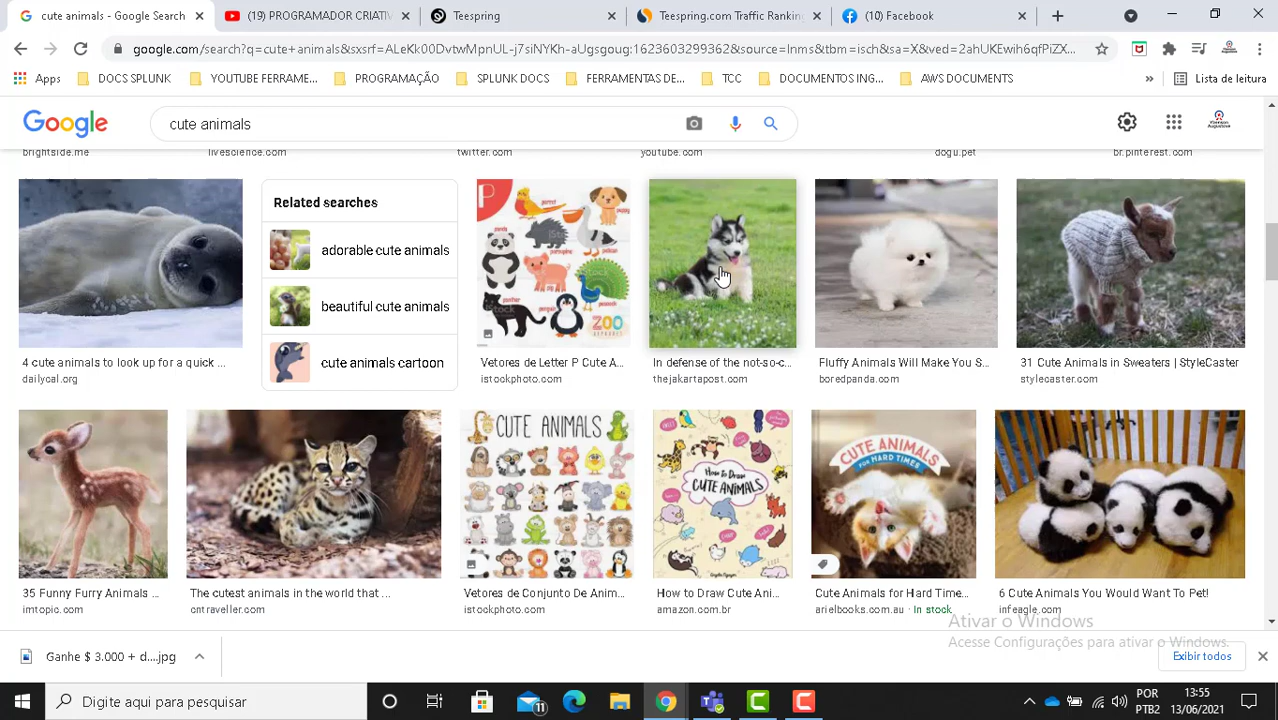 cute animals - Google Search
(19) PROGRAMADOR CRIATIV
Teespring
Teespring.com Traffic Rankin
(10) Facebook
google.com/search?q=cute+animals&sxsrf=ALeKk00DvtwMpnUL-j7siNYKh-aUgsgoug:1623603299362&source=lnms&tbm=isch&sa=X&ved=2ahUKEwih6qfPiZX...
Apps
DOCS SPLUNK
YOUTUBE FERRAME...
PROGRAMAÇÃO
SPLUNK DOCS
FERRAMENTAS DE...
TCC
DOCUMENTOS ING...
AWS DOCUMENTS
»
Lista de leitura
Google
cute animals
brightside.me
livescience.com
twitter.com
youtube.com
dogu.pet
br.pinterest.com
Related searches
adorable cute animals
beautiful cute animals
cute animals cartoon
P
iStock
ZOO
4 cute animals to look up for a quick ...
dailycal.org
Vetores de Letter P Cute A...
istockphoto.com
In defense of the not-so-c...
thejakartapost.com
Fluffy Animals Will Make You S...
boredpanda.com
31 Cute Animals in Sweaters | StyleCaster
stylecaster.com
CUTE ANIMALS
How to Draw
CUTE ANIMALS
CUTE ANIMALS
FOR HARD TIMES
35 Funny Furry Animals ...
imtopic.com
The cutest animals in the world that ...
cntraveller.com
Vetores de Conjunto De Anim...
istockphoto.com
How to Draw Cute Ani...
amazon.com.br
Cute Animals for Hard Time...
arielbooks.com.au · In stock
6 Cute Animals You Would Want To Pet!
infeagle.com
Ativar o Windows
Acesse Configurações para ativar o Windows.
Ganhe $ 3.000 + d....jpg
Exibir todos
Digite aqui para pesquisar
11
POR
PTB2
13:55
13/06/2021